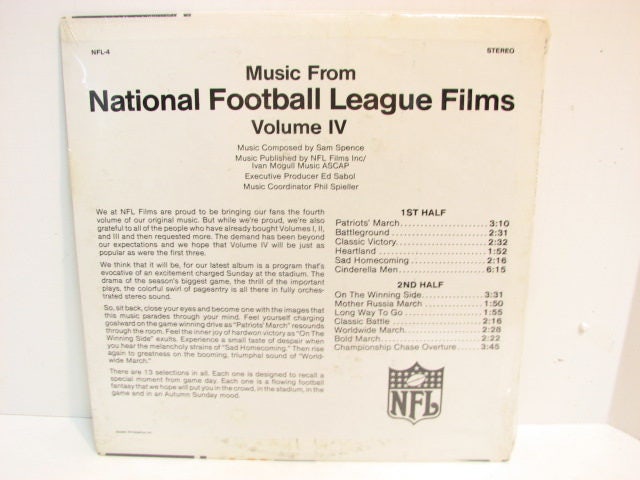 NFL-4
STEREO
Music From
National Football League Films
Volume IV
Music Composed by Sam Spence
Music Published by NFL Films Inc/
Ivan Mogull Music ASCAP
Executive Producer Ed Sabol
Music Coordinator Phil Spieller
We at NFL Films are proud to be bringing our fans the fourth
volume of our original music. But while we're proud, we're also
grateful to all of the people who have already bought Volumes I, II,
and III and then requested more. The demand has been beyond
our expectations and we hope that Volume IV will be just as
popular as were the first three.
We think that it will be, for our latest album is a program that's
evocative of an excitement charged Sunday at the stadium. The
drama of the season's biggest game, the thrill of the important
plays, the colorful swirl of pageantry is all there in fully orches-
trated stereo sound.
So, sit back, close your eyes and become one with the images that
this music parades through your mind. Feel yourself charging
goalward on the game winning drive as "Patriots' March" resounds
through the room. Feel the inner joy of hardwon victory as "On The
Winning Side" exults. Experience a small taste of despair when
you hear the melancholy strains of "Sad Homecoming." Then rise
again to greatness on the booming, triumphal sound of "World-
wide March."
There are 13 selections in all. Each one is designed to recall a
special moment from game day. Each one is a flowing football
fantasy that we hope will put you in the crowd, in the stadium, in the
game and in an Autumn Sunday mood.
1ST HALF
Patriots' March 3:10
Battleground 2:31
Classic Victory 2:32
Heartland 1:52
Sad Homecoming 2:16
Cinderella Men 6:15
2ND HALF
On The Winning Side 3:31
Mother Russia March 1:50
Long Way To Go 1:55
Classic Battle 2:16
Worldwide March 2:28
Bold March 2:22
Championship Chase Overture 3:45
NFL